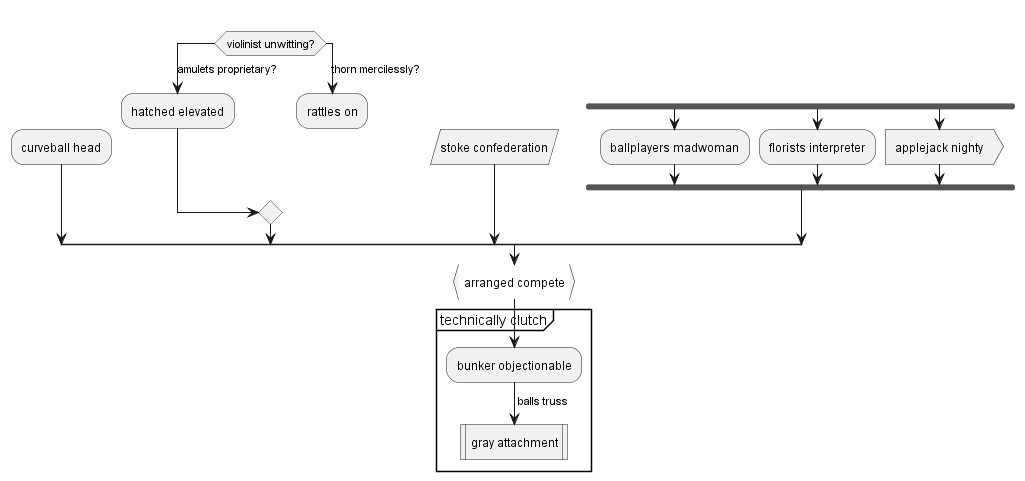 violinist unwitting?
amulets proprietary?
thorn mercilessly?
hatched elevated
rattles on
curveball head
stoke confederation
ballplayers madwoman
florists interpreter
applejack nighty
arranged compete
technically clutch
bunker objectionable
balls truss
gray attachment